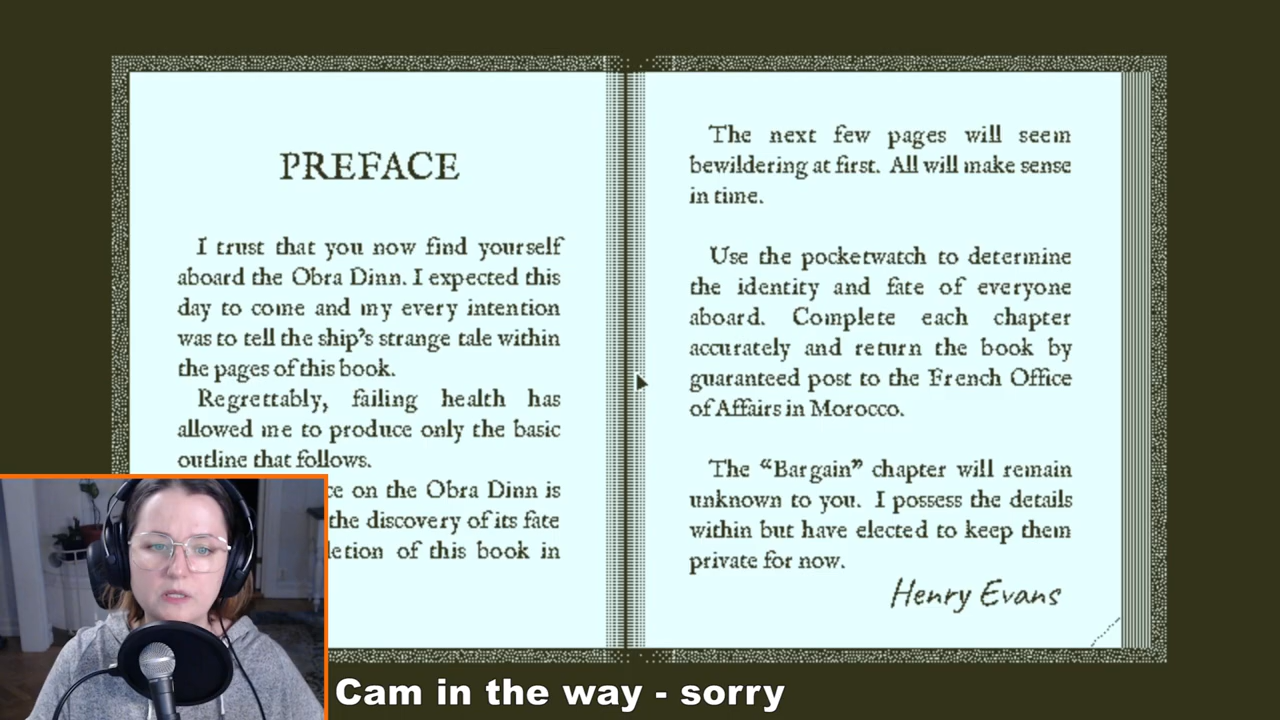 PREFACE
I trust that you now find yourself
aboard the Obra Dinn. I expected this
day to come and my every intention
was to tell the ship's strange tale within
the pages of this book.
Regrettably, failing health has
allowed me to produce only the basic
outline that follows.
on the Obra Dinn is
the discovery of its fate
of this book in
The next few pages will seem
bewildering at first. All will make sense
in time.
Use the pocketwatch to determine
the identity and fate of everyone
aboard. Complete each chapter
accurately and return the book by
guaranteed post to the French Office
of Affairs in Morocco.
The “Bargain” chapter will remain
unknown to you. I possess the details
within but have elected to keep them
private for now.
Henry Evans
Cam in the way - sorry